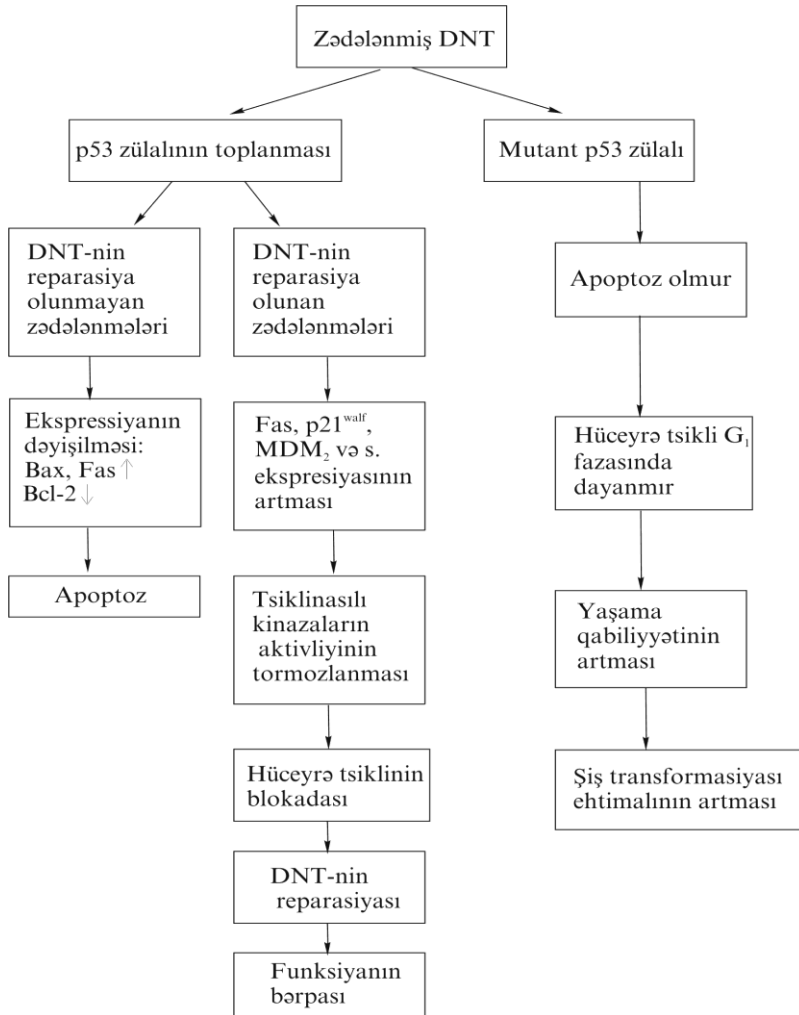 Zədələnmiş DNT
p53 zülalının toplanması
Mutant p53 zülalı
DNT-nin
reparasiya
olunmayan
zədələnmələri
DNT-nin
reparasiya
olunan
zədələnmələri
Apoptoz olmur
Ekspressiyanın
dəyişilməsi:
Bax, Fas ↑
Bcl-2 ↓
Fas, p21walf,
MDM2 və s.
ekspresiyasının
artması
Hüceyrə tsikli G1
fazasında
dayanmır
Apoptoz
Tsiklinasılı
kinazaların
aktivliyinin
tormozlanması
Yaşama
qabiliyyətinin
artması
Hüceyrə tsiklinin
blokadası
Şiş transformasiyası
ehtimalının artması
DNT-nin
reparasiyası
Funksiyanın
bərpası